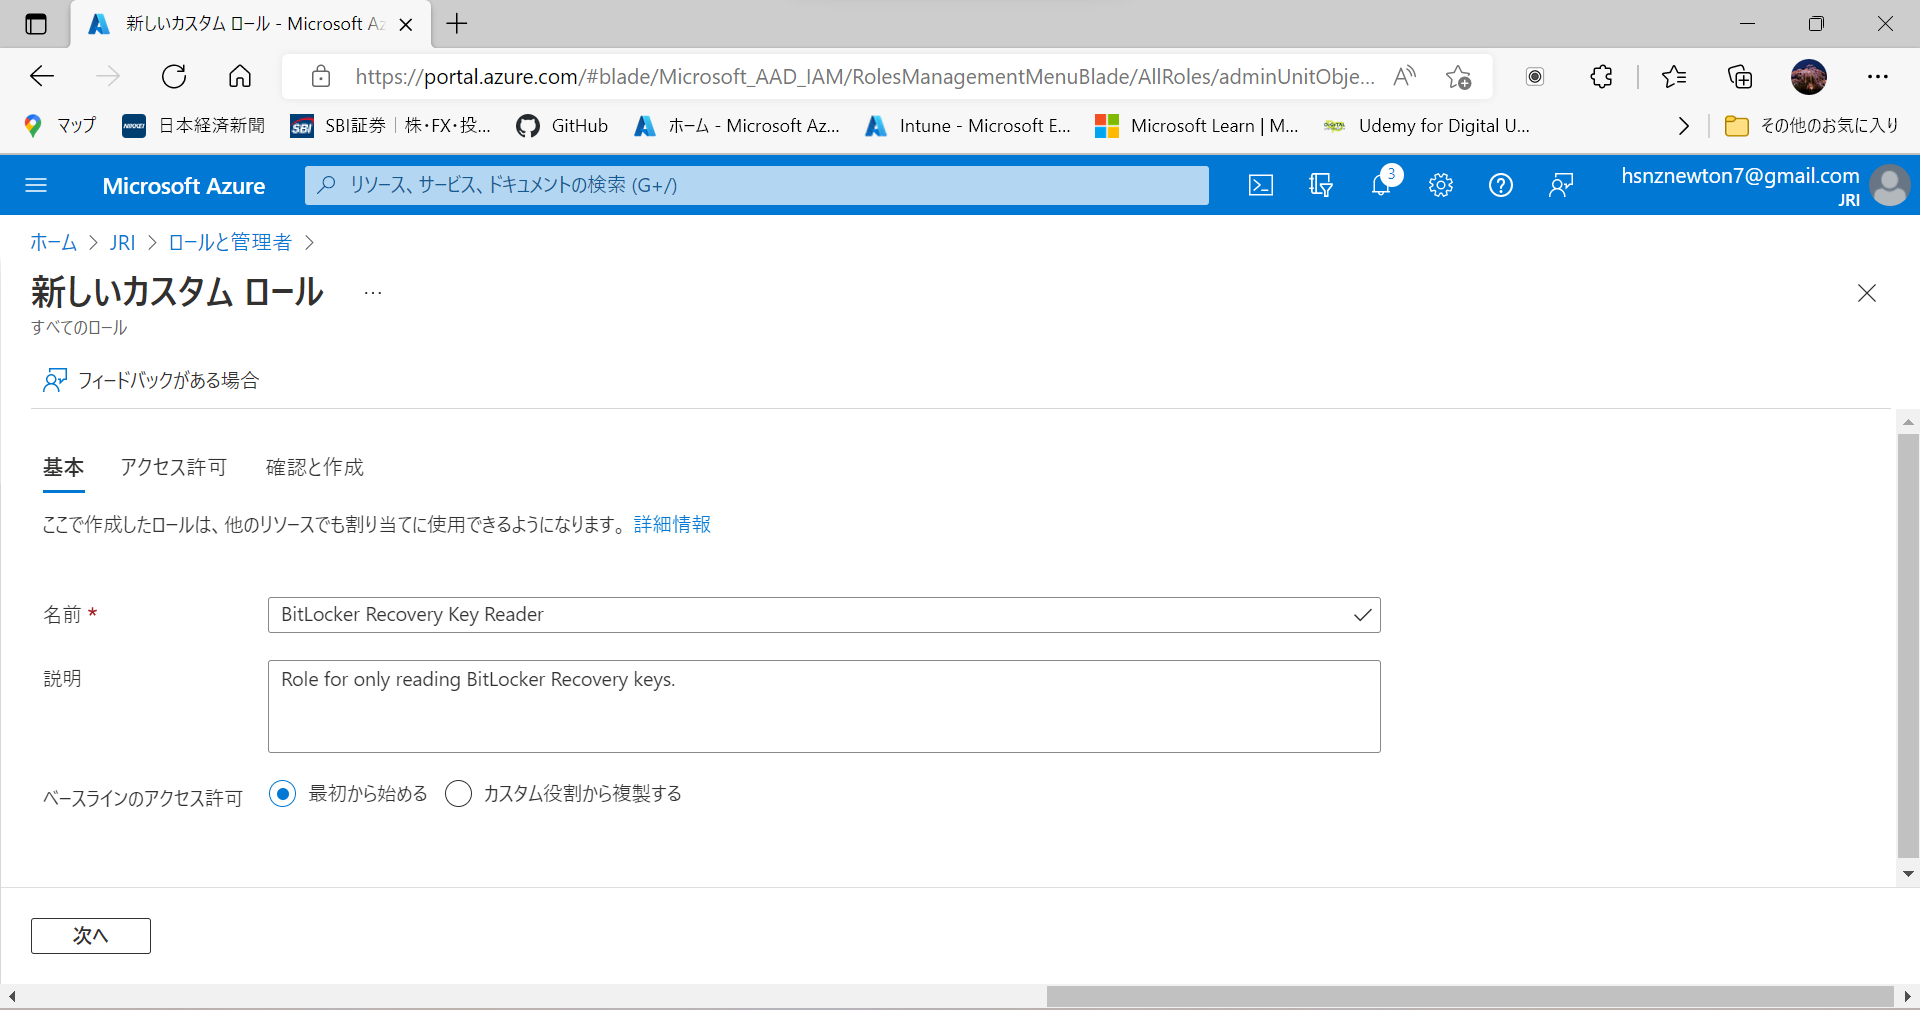 新しいカスタム ロール - Microsoft Az
https://portal.azure.com/#blade/Microsoft_AAD_IAM/RolesManagementMenuBlade/AllRoles/adminUnitObje...
マップ
NIKKEI 日本経済新聞
SBI SBI証券｜株・FX・投...
GitHub
ホーム - Microsoft Az...
Intune - Microsoft E...
Microsoft Learn | M...
Udemy for Digital U...
その他のお気に入り
Microsoft Azure
リソース、サービス、ドキュメントの検索 (G+/)
3
hsnznewton7@gmail.com
JRI
ホーム > JRI > ロールと管理者 >
新しいカスタム ロール ...
すべてのロール
フィードバックがある場合
基本 アクセス許可 確認と作成
ここで作成したロールは、他のリソースでも割り当てに使用できるようになります。 詳細情報
名前 * BitLocker Recovery Key Reader
説明 Role for only reading BitLocker Recovery keys.
ベースラインのアクセス許可 最初から始める カスタム役割から複製する
次へ